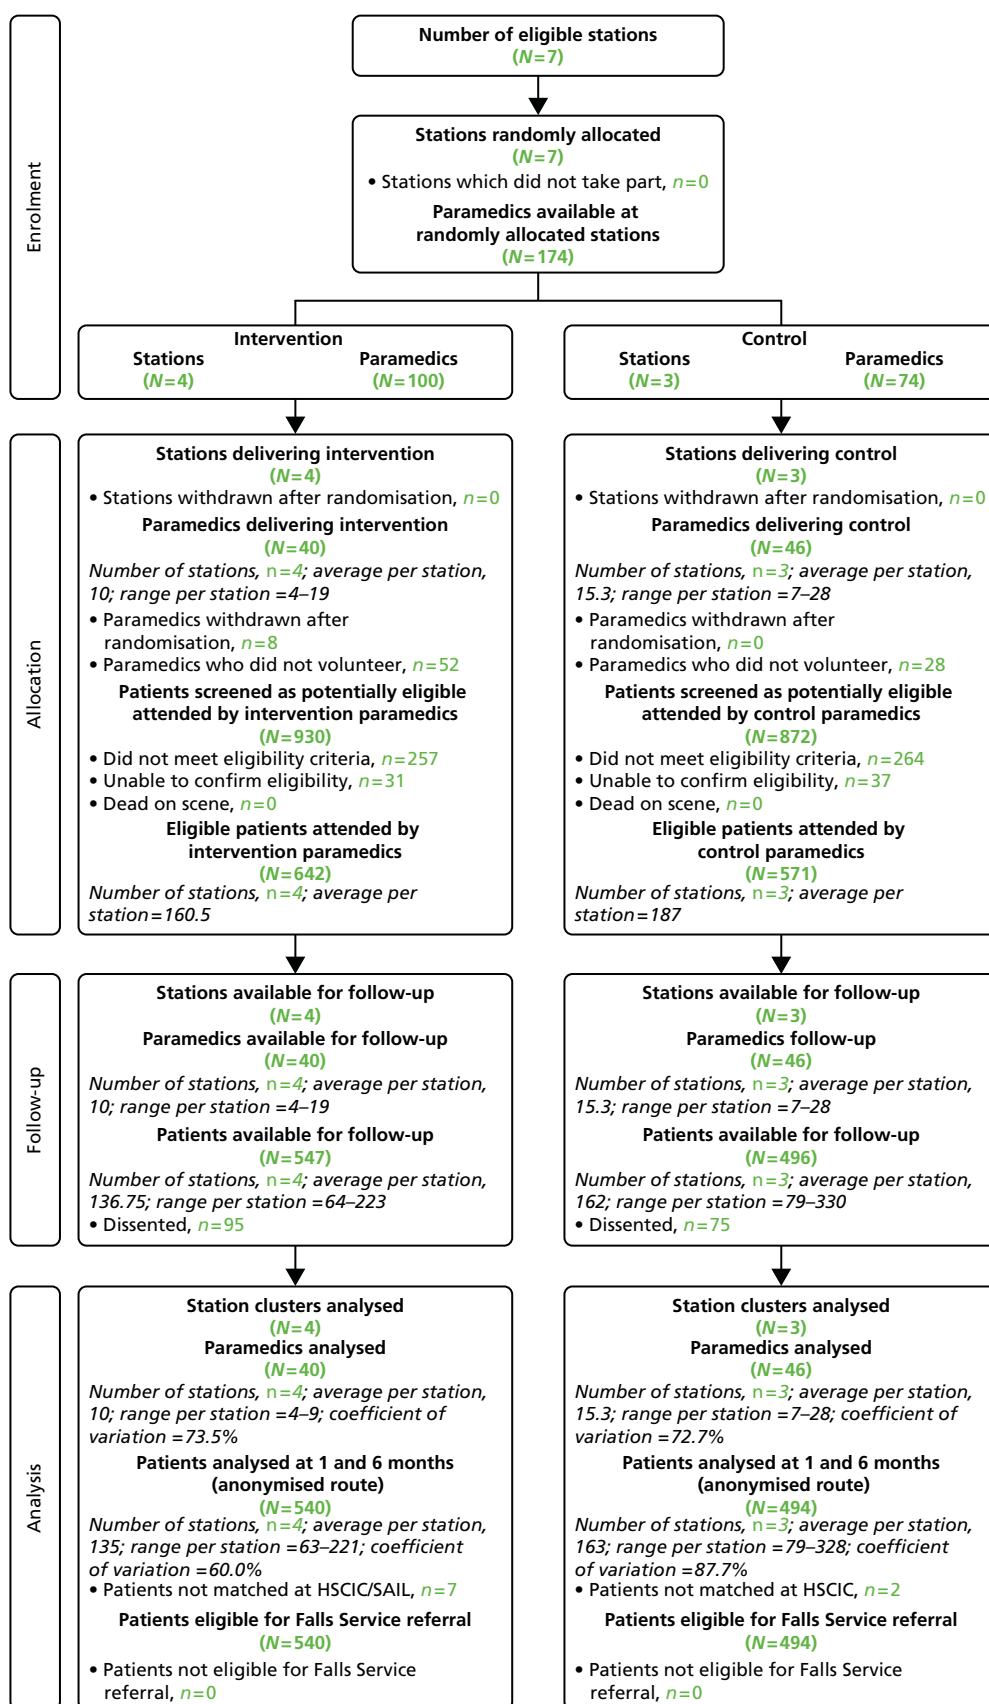 Enrolment
Number of eligible stations
(N=7)
Stations randomly allocated
(N=7)
• Stations which did not take part, n=0
Paramedics available at
randomly allocated stations
(N=174)
Intervention
Stations Paramedics
(N=4) (N=100)
Control
Stations Paramedics
(N=3) (N=74)
Allocation
Stations delivering intervention
(N=4)
• Stations withdrawn after randomisation, n=0
Paramedics delivering intervention
(N=40)
Number of stations, n=4; average per station,
10; range per station =4–19
• Paramedics withdrawn after
randomisation, n=8
• Paramedics who did not volunteer, n=52
Patients screened as potentially eligible
attended by intervention paramedics
(N=930)
• Did not meet eligibility criteria, n=257
• Unable to confirm eligibility, n=31
• Dead on scene, n=0
Eligible patients attended by
intervention paramedics
(N=642)
Number of stations, n=4; average per
station=160.5
Stations delivering control
(N=3)
• Stations withdrawn after randomisation, n=0
Paramedics delivering control
(N=46)
Number of stations, n=3; average per station,
15.3; range per station =7–28
• Paramedics withdrawn after
randomisation, n=0
• Paramedics who did not volunteer, n=28
Patients screened as potentially eligible
attended by control paramedics
(N=872)
• Did not meet eligibility criteria, n=264
• Unable to confirm eligibility, n=37
• Dead on scene, n=0
Eligible patients attended by
control paramedics
(N=571)
Number of stations, n=3; average per
station=187
Follow-up
Stations available for follow-up
(N=4)
Paramedics available for follow-up
(N=40)
Number of stations, n=4; average per station,
10; range per station =4–19
Patients available for follow-up
(N=547)
Number of stations, n=4; average per station,
136.75; range per station =64–223
• Dissented, n=95
Stations available for follow-up
(N=3)
Paramedics follow-up
(N=46)
Number of stations, n=3; average per station,
15.3; range per station =7–28
Patients available for follow-up
(N=496)
Number of stations, n=3; average per station,
162; range per station =79–330
• Dissented, n=75
Analysis
Station clusters analysed
(N=4)
Paramedics analysed
(N=40)
Number of stations, n=4; average per station,
10; range per station =4–9; coefficient of
variation =73.5%
Patients analysed at 1 and 6 months
(anonymised route)
(N=540)
Number of stations, n=4; average per station,
135; range per station =63–221; coefficient
of variation =60.0%
• Patients not matched at HSCIC/SAIL, n=7
Patients eligible for Falls Service referral
(N=540)
• Patients not eligible for Falls Service
referral, n=0
Station clusters analysed
(N=3)
Paramedics analysed
(N=46)
Number of stations, n=3; average per station,
15.3; range per station =7–28; coefficient of
variation =72.7%
Patients analysed at 1 and 6 months
(anonymised route)
(N=494)
Number of stations, n=3; average per station,
163; range per station =79–328; coefficient
of variation =87.7%
• Patients not matched at HSCIC, n=2
Patients eligible for Falls Service referral
(N=494)
• Patients not eligible for Falls Service
referral, n=0